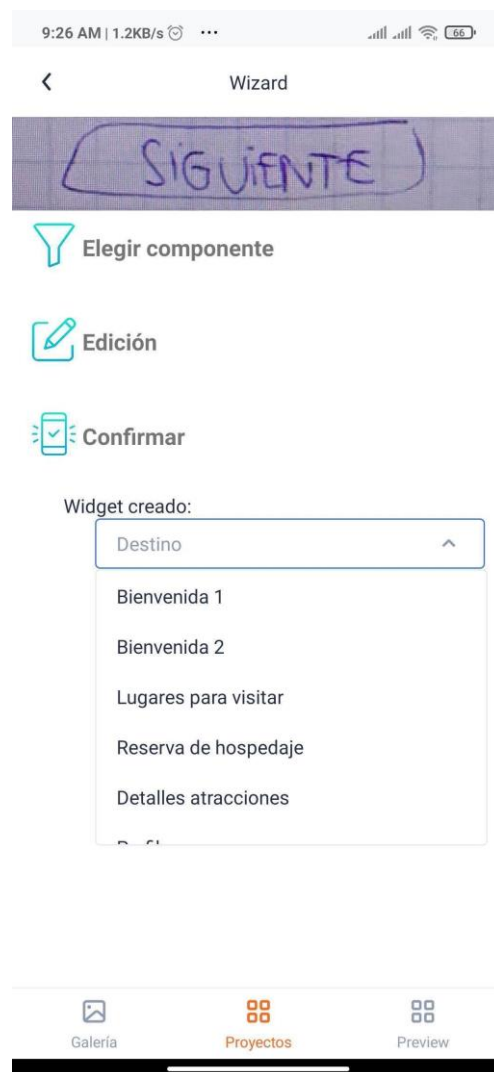 9:26 AM | 1.2KB/s ··· 66
Wizard
SIGUIENTE
Elegir componente
Edición
Confirmar
Widget creado:
Destino
Bienvenida 1
Bienvenida 2
Lugares para visitar
Reserva de hospedaje
Detalles atracciones
Galería Proyectos Preview